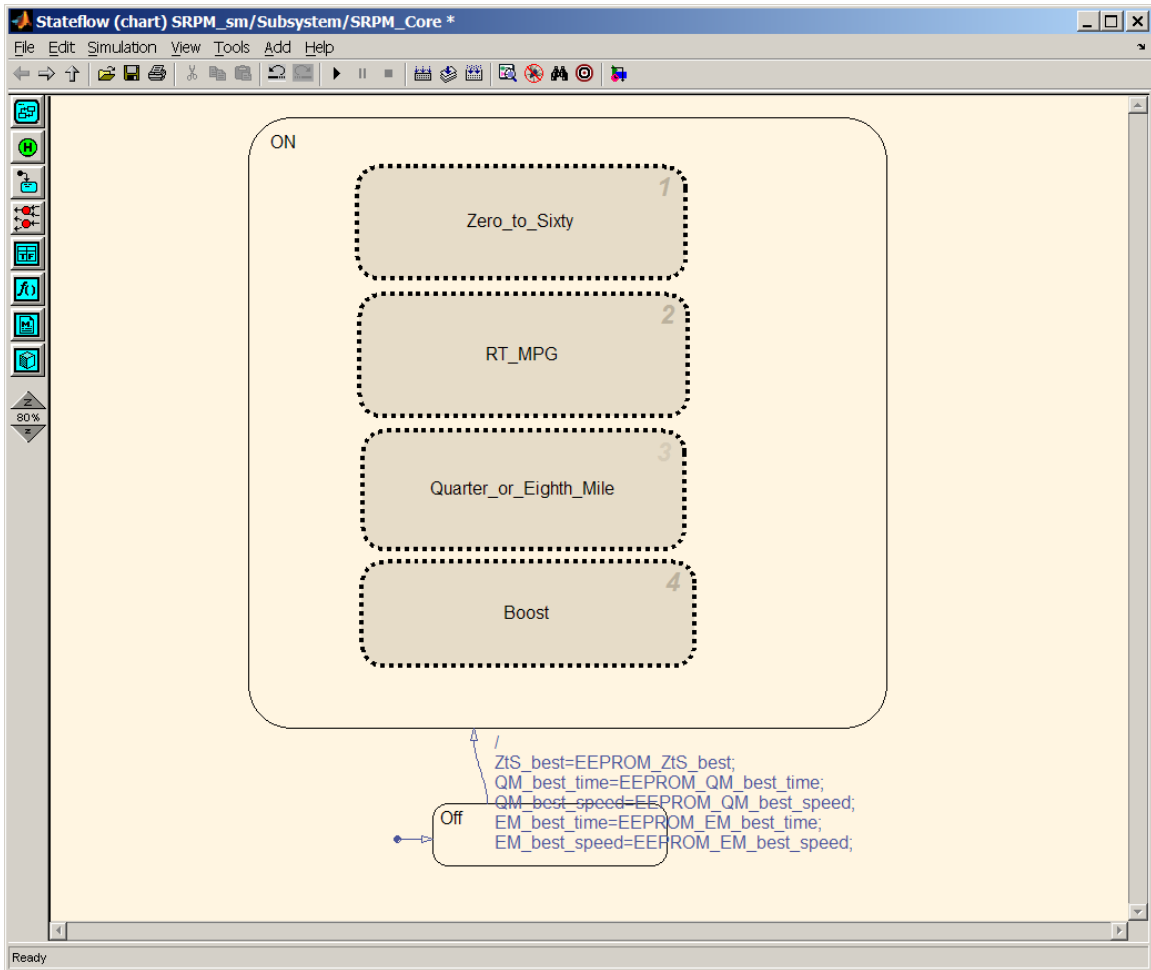 Stateflow (chart) SRPM_sm/Subsystem/SRPM_Core *
File Edit Simulation View Tools Add Help
ON
1
Zero_to_Sixty
2
RT_MPG
3
Quarter_or_Eighth_Mile
4
Boost
Z
80%
z
/
ZtS_best=EEPROM_ZtS_best;
QM_best_time=EEPROM_QM_best_time;
QM_best_speed=EEPROM_QM_best_speed;
Off
EM_best_time=EEPROM_EM_best_time;
EM_best_speed=EEPROM_EM_best_speed;
Ready